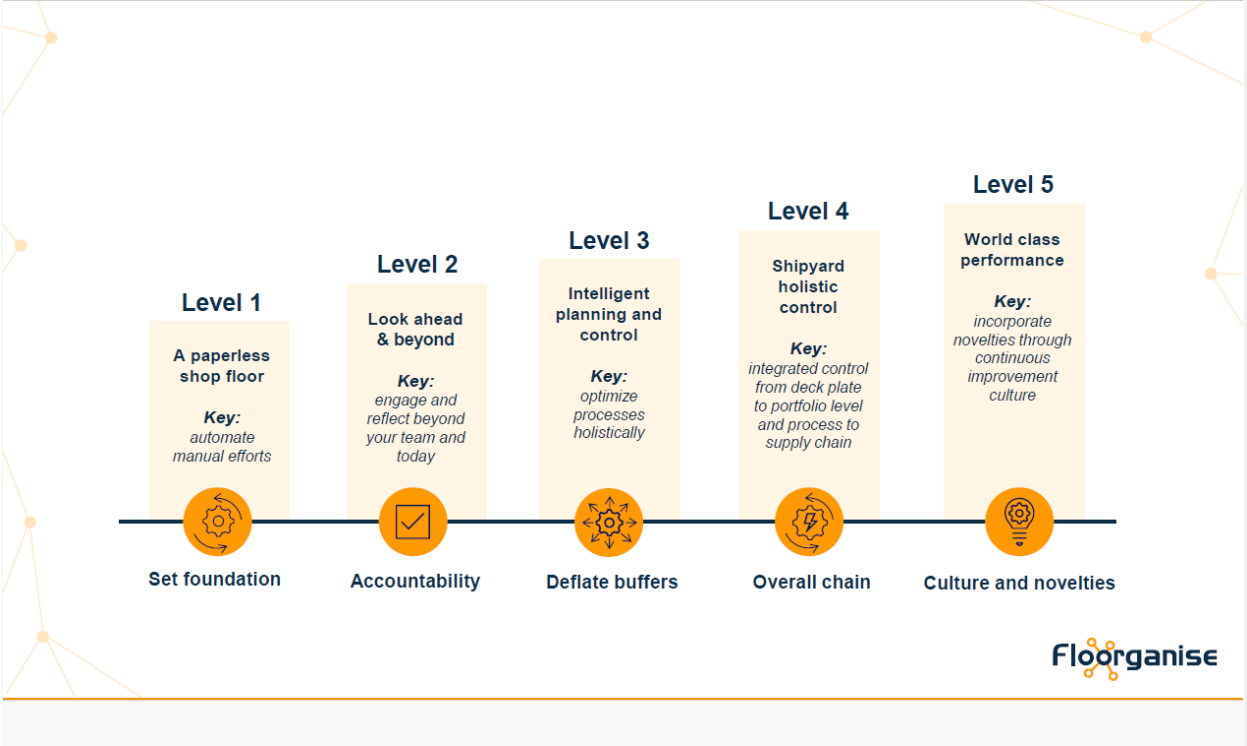 Level 1
A paperless
shop floor
Key:
automate
manual efforts
Set foundation
Level 2
Look ahead
& beyond
Key:
engage and
reflect beyond
your team and
today
Accountability
Level 3
Intelligent
planning and
control
Key:
optimize
processes
holistically
Deflate buffers
Level 4
Shipyard
holistic
control
Key:
integrated control
from deck plate
to portfolio level
and process to
supply chain
Overall chain
Level 5
World class
performance
Key:
incorporate
novelties through
continuous
improvement
culture
Culture and novelties
Floorganise